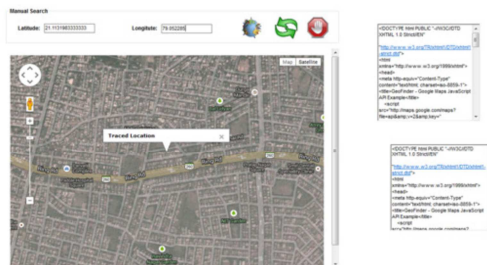 Manual Search
Latitude: 21.1131983333333 Longitute: 79.002285
Map Satellite
Traced Location
<!DOCTYPE html PUBLIC "-//W3C//DTD
XHTML 1.0 Strict//EN"
"http://www.w3.org/TR/xhtml1/DTD/xhtml1-
strict.dtd">
<html
xmlns="http://www.w3.org/1999/xhtml">
<head>
<meta http-equiv="Content-Type"
content="text/html; charset=iso-8859-1">
<title>GeoFinder - Google Maps JavaScript
API Example</title>
<script
src="http://maps.google.com/maps?
file=api&amp;v=2&amp;key="
<!DOCTYPE html PUBLIC "-//W3C//DTD
XHTML 1.0 Strict//EN"
"http://www.w3.org/TR/xhtml1/DTD/xhtml1-
strict.dtd">
<html
xmlns="http://www.w3.org/1999/xhtml">
<head>
<meta http-equiv="Content-Type"
content="text/html; charset=iso-8859-1">
<title>GeoFinder - Google Maps JavaScript
API Example</title>
<script
src="http://maps.google.com/maps?